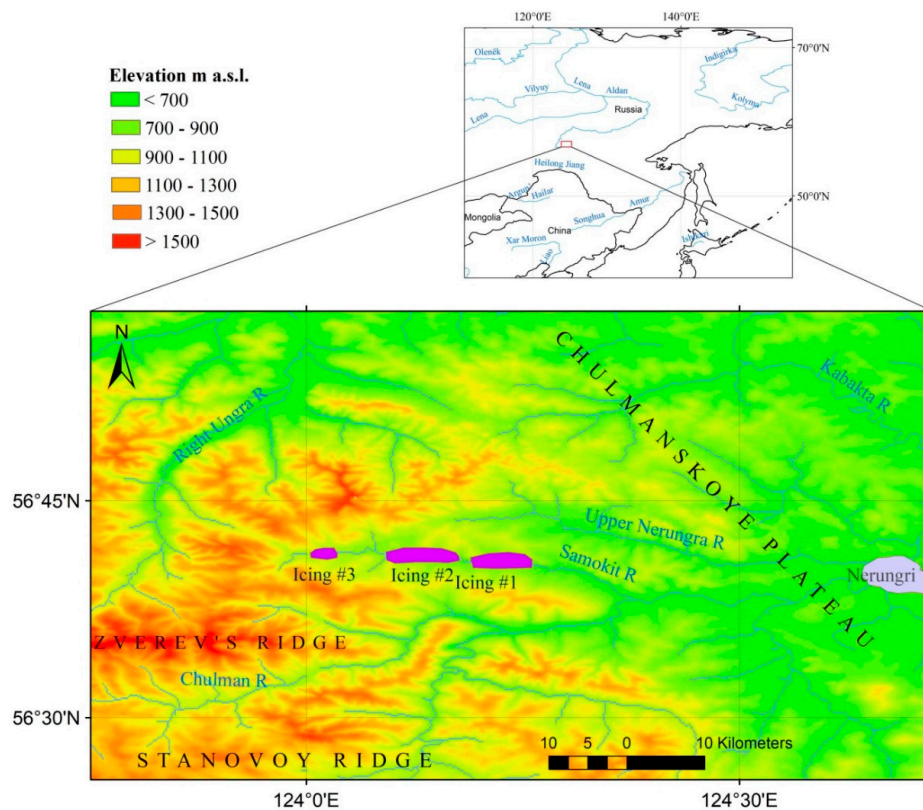 120°0'E
140°0'E
70°0'N
50°0'N
Olenëk
Indigirka
Kolyma
Vilyuy
Lena
Aldan
Lena
Russia
Heilong Jiang
Argun'
Hailar
Amur
Songhua
Mongolia
China
Xar Moron
Liao
Ishikari
Elevation m a.s.l.
< 700
700 - 900
900 - 1100
1100 - 1300
1300 - 1500
> 1500
N
CHULMANSKOYE PLATEAU
Kabakta R
Right Ungra R
56°45'N
Upper Nerungra R
Samokit R
Nerungri
Icing #3
Icing #2
Icing #1
ZVEREV'S RIDGE
Chulman R
56°30'N
STANOVOY RIDGE
10 5 0 10 Kilometers
124°0'E
124°30'E